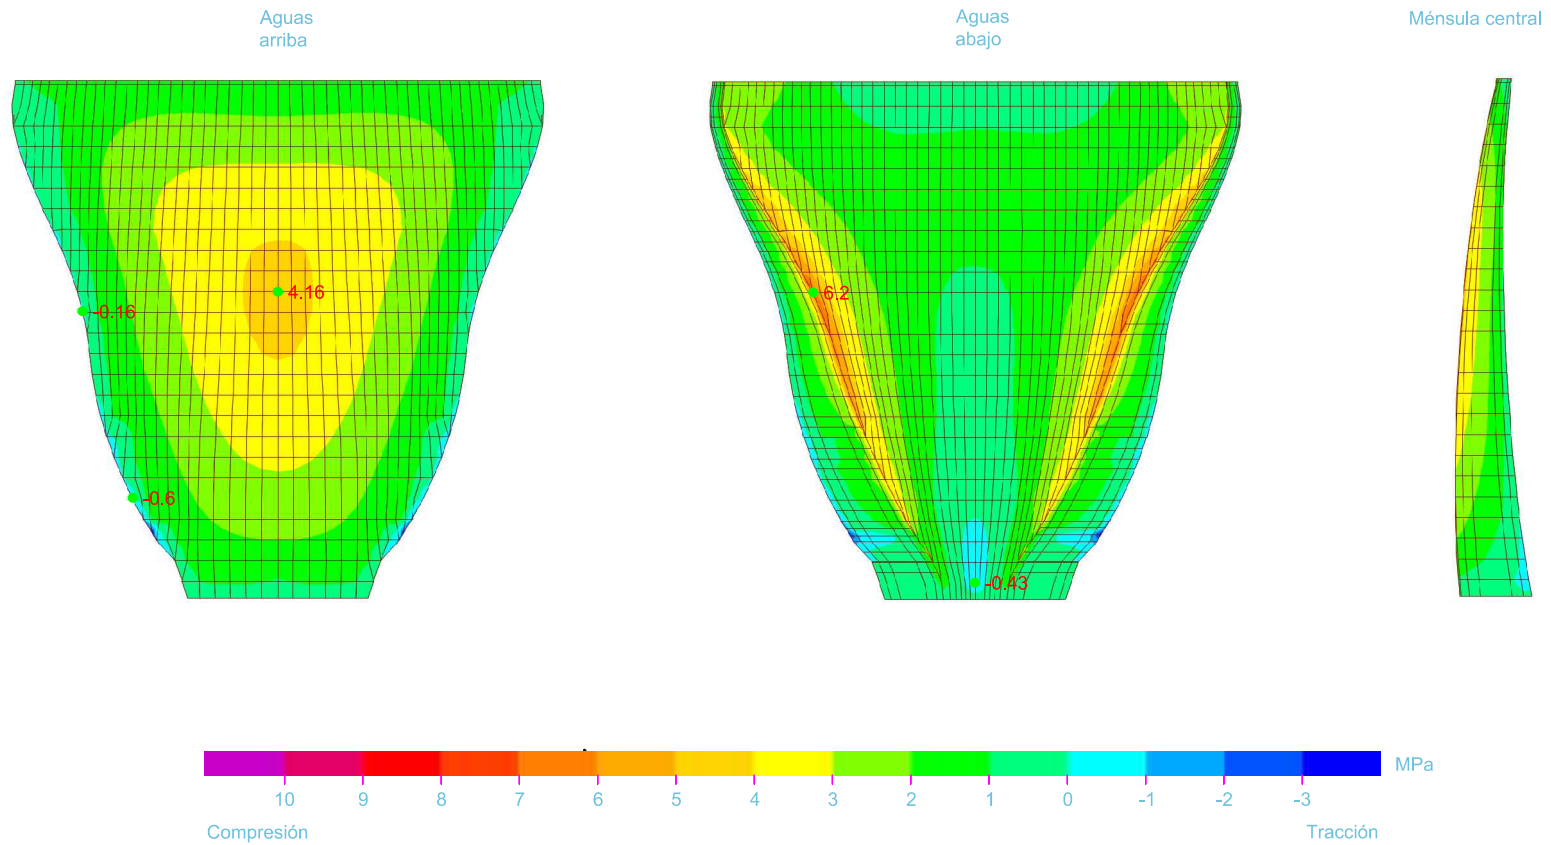 Aguas
arriba
Aguas
abajo
Ménsula central
4.16
-0.16
6.2
-0.6
-0.43
MPa
10 9 8 7 6 5 4 3 2 1 0 -1 -2 -3
Compresión
Tracción